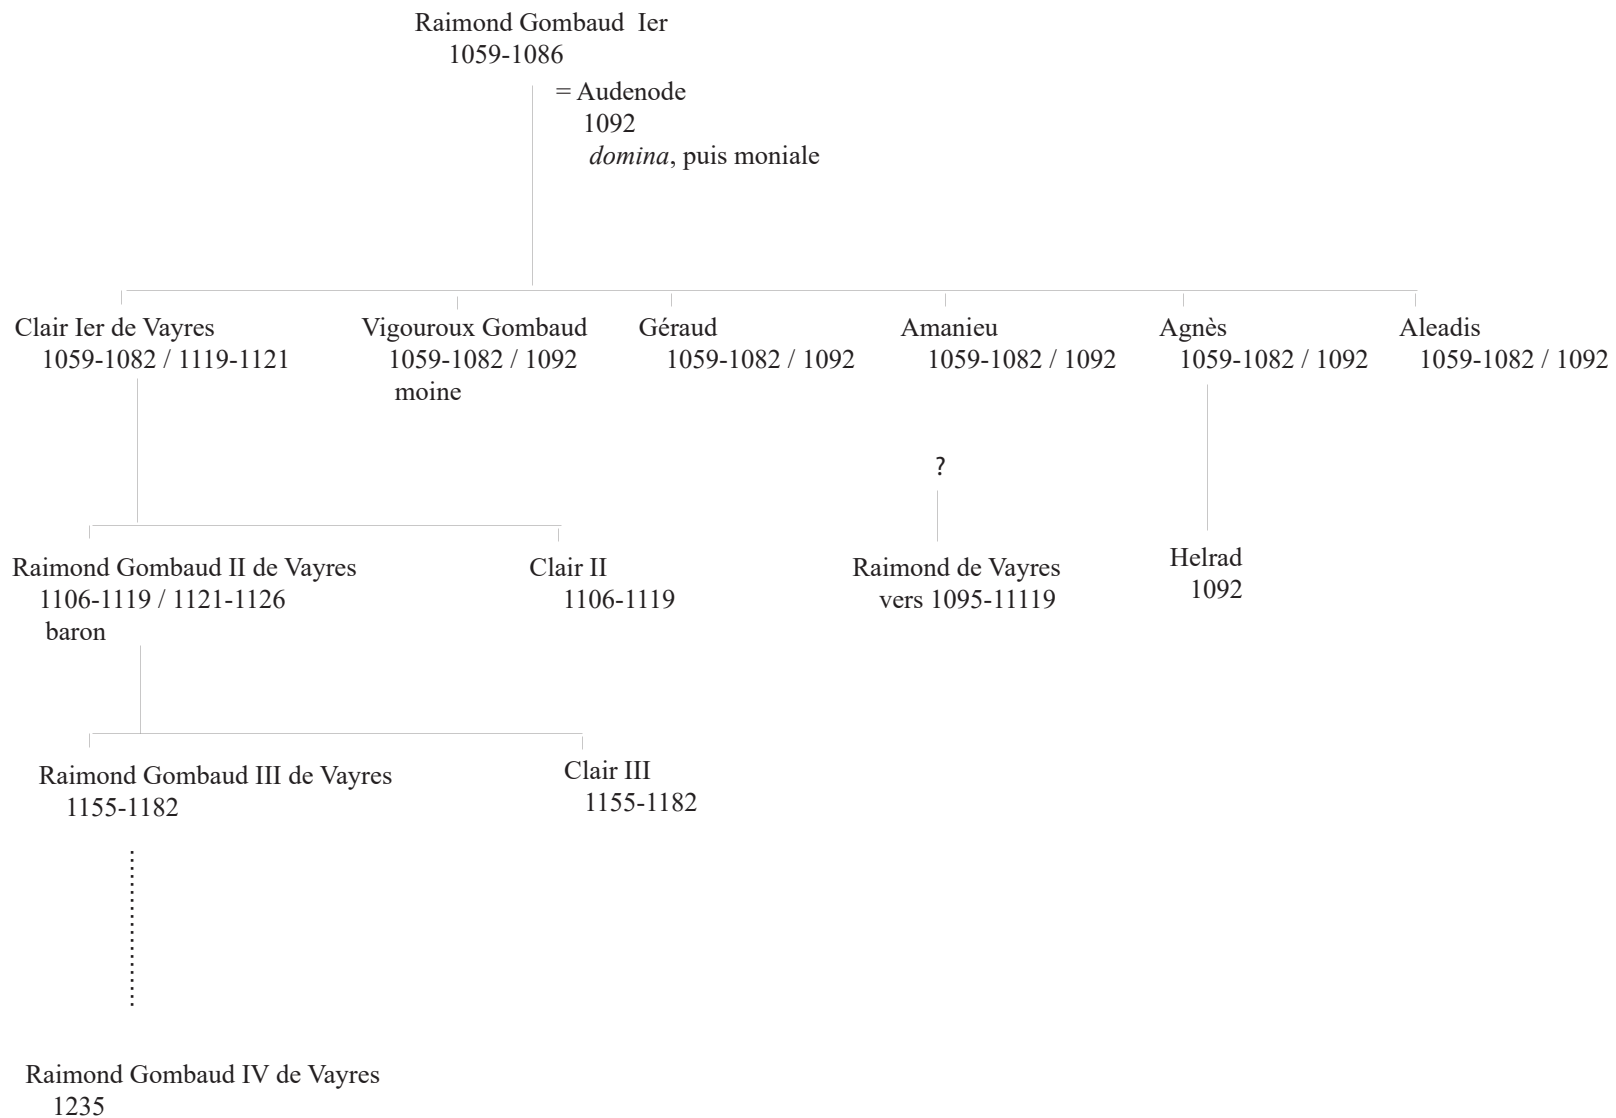 Raimond Gombaud Ier
1059-1086
= Audenode
1092
domina, puis moniale
Clair Ier de Vayres
1059-1082 / 1119-1121
Vigouroux Gombaud
1059-1082 / 1092
moine
Géraud
1059-1082 / 1092
Amanieu
1059-1082 / 1092
Agnès
1059-1082 / 1092
Aleadis
1059-1082 / 1092
?
Raimond Gombaud II de Vayres
1106-1119 / 1121-1126
baron
Clair II
1106-1119
Raimond de Vayres
vers 1095-11119
Helrad
1092
Raimond Gombaud III de Vayres
1155-1182
Clair III
1155-1182
Raimond Gombaud IV de Vayres
1235